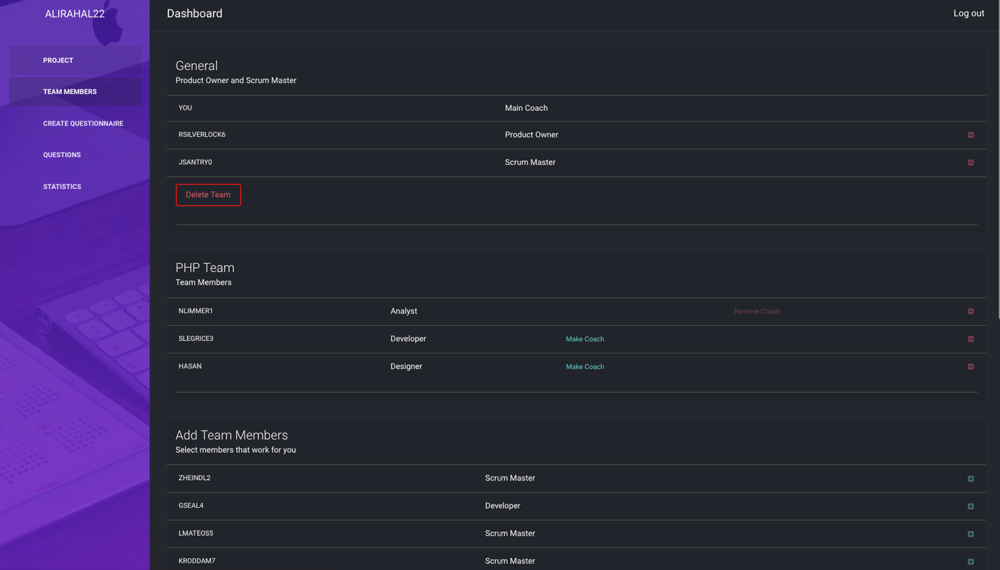 ALIRAHAL22
Dashboard
Log out
PROJECT
TEAM MEMBERS
CREATE QUESTIONNAIRE
QUESTIONS
STATISTICS
General
Product Owner and Scrum Master
YOU Main Coach
RSILVERLOCK6 Product Owner
JSANTRY0 Scrum Master
Delete Team
PHP Team
Team Members
NLIMMER1 Analyst Remove Coach
SLEGRICE3 Developer Make Coach
HASAN Designer Make Coach
Add Team Members
Select members that work for you
ZHEINDL2 Scrum Master
GSEAL4 Developer
LMATEOS5 Scrum Master
KRODDAM7 Scrum Master